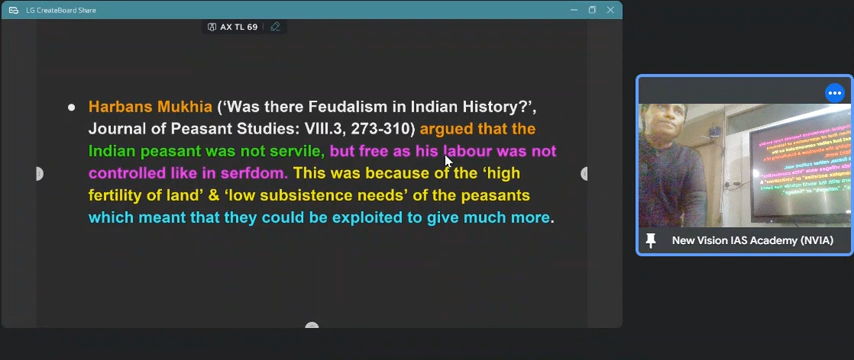 LG CreateBoard Share
AX TL 69
Harbans Mukhia ('Was there Feudalism in Indian History?',
Journal of Peasant Studies: VIII.3, 273-310) argued that the
Indian peasant was not servile, but free as his labour was not
controlled like in serfdom. This was because of the 'high
fertility of land' & 'low subsistence needs' of the peasants
which meant that they could be exploited to give much more.
New Vision IAS Academy (NVIA)